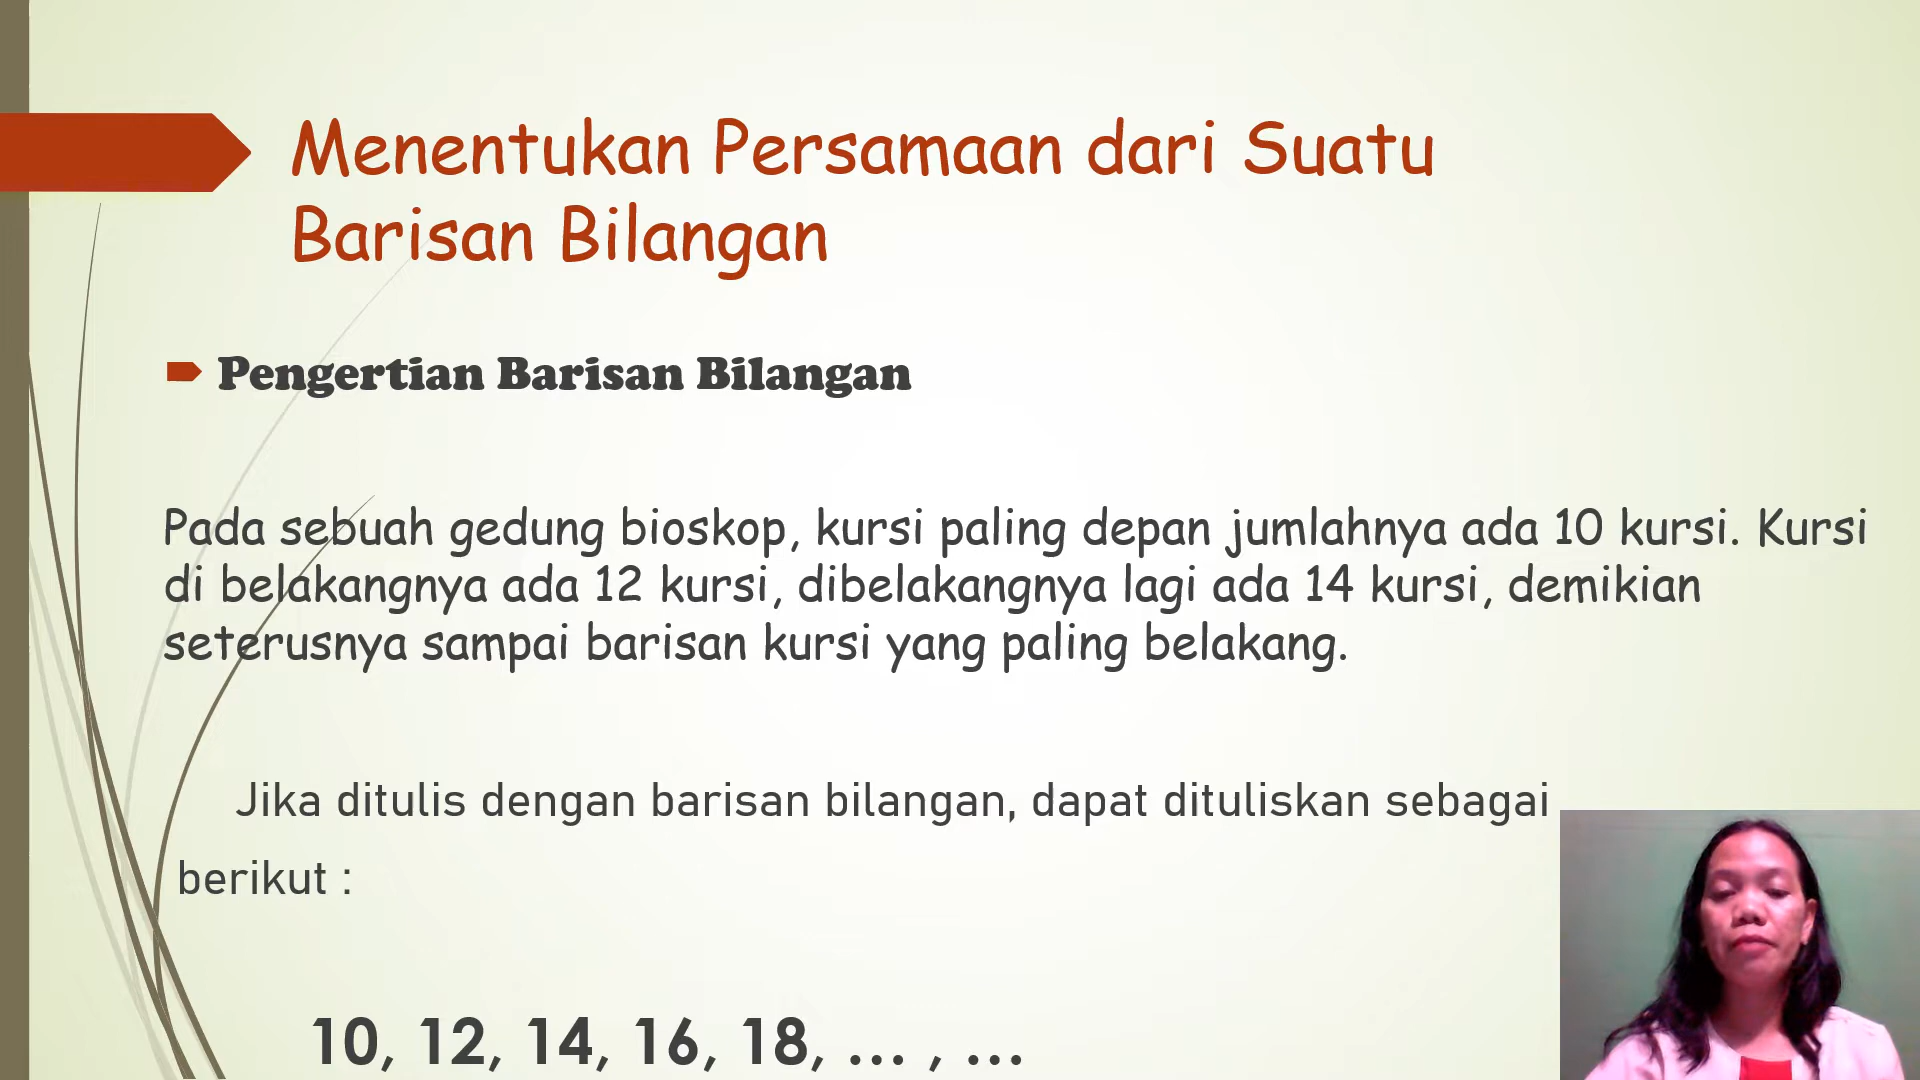 Menentukan Persamaan dari Suatu
Barisan Bilangan
Pengertian Barisan Bilangan
Pada sebuah gedung bioskop, kursi paling depan jumlahnya ada 10 kursi. Kursi
di belakangnya ada 12 kursi, dibelakangnya lagi ada 14 kursi, demikian
seterusnya sampai barisan kursi yang paling belakang.
Jika ditulis dengan barisan bilangan, dapat dituliskan sebagai
berikut :
10, 12, 14, 16, 18, ... , ...